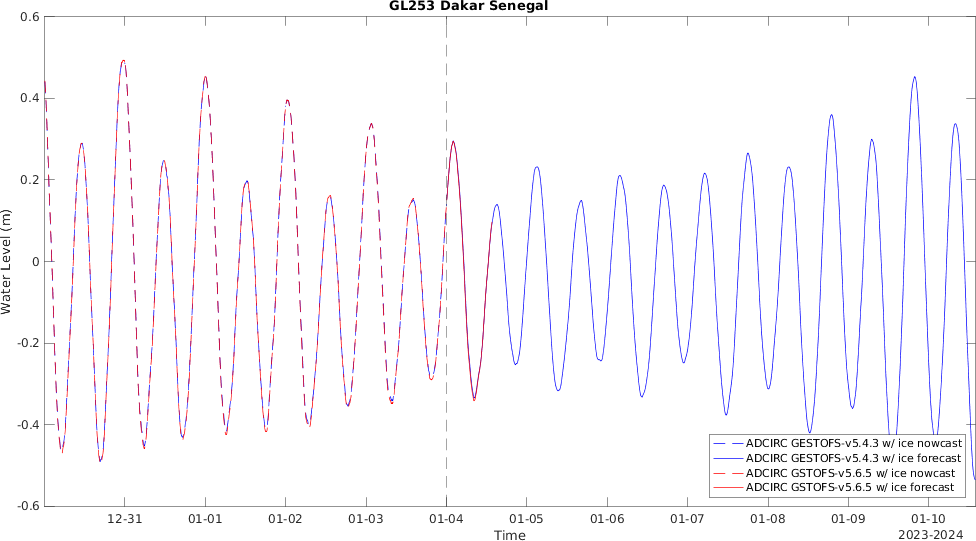 GL253 Dakar Senegal
0.6
0.4
0.2
0
-0.2
-0.4
-0.6
Water Level (m)
12-31
01-01
01-02
01-03
01-04
01-05
01-06
01-07
01-08
01-09
01-10
Time
2023-2024
ADCIRC GESTOFS-v5.4.3 w/ ice nowcast
ADCIRC GESTOFS-v5.4.3 w/ ice forecast
ADCIRC GSTOFS-v5.6.5 w/ ice nowcast
ADCIRC GSTOFS-v5.6.5 w/ ice forecast